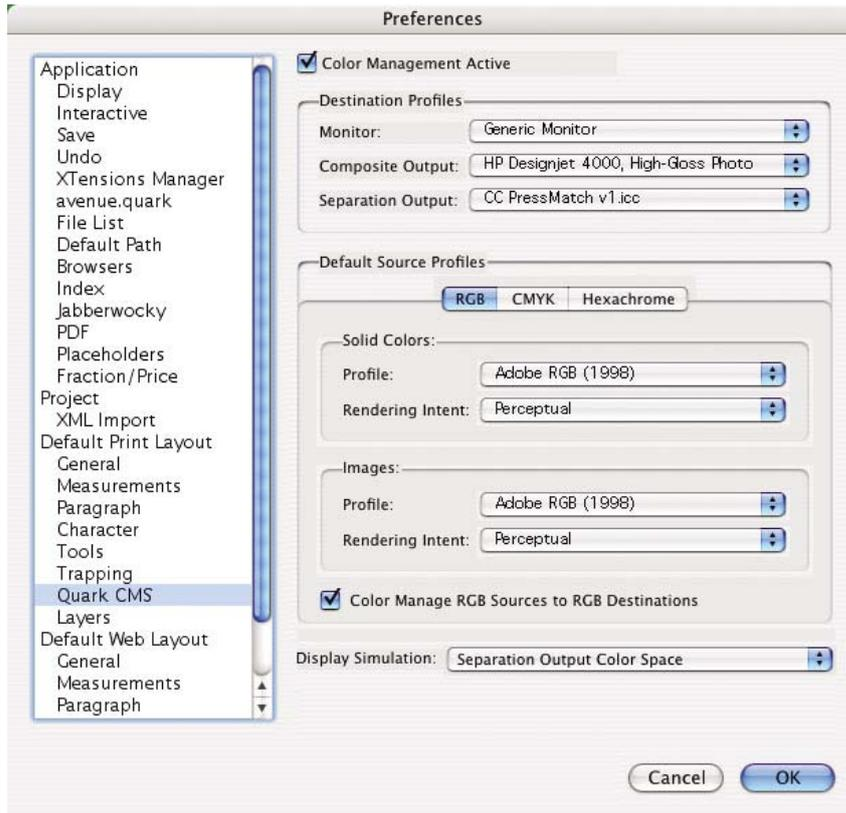 Preferences
Application
Display
Interactive
Save
Undo
XTensions Manager
avenue.quark
File List
Default Path
Browsers
Index
Jabberwocky
PDF
Placeholders
Fraction/Price
Project
XML Import
Default Print Layout
General
Measurements
Paragraph
Character
Tools
Trapping
Quark CMS
Layers
Default Web Layout
General
Measurements
Paragraph
Color Management Active
Destination Profiles
Monitor: Generic Monitor
Composite Output: HP Designjet 4000, High-Gloss Photo
Separation Output: CC PressMatch v1.icc
Default Source Profiles
RGB CMYK Hexachrome
Solid Colors:
Profile: Adobe RGB (1998)
Rendering Intent: Perceptual
Images:
Profile: Adobe RGB (1998)
Rendering Intent: Perceptual
Color Manage RGB Sources to RGB Destinations
Display Simulation: Separation Output Color Space
Cancel OK